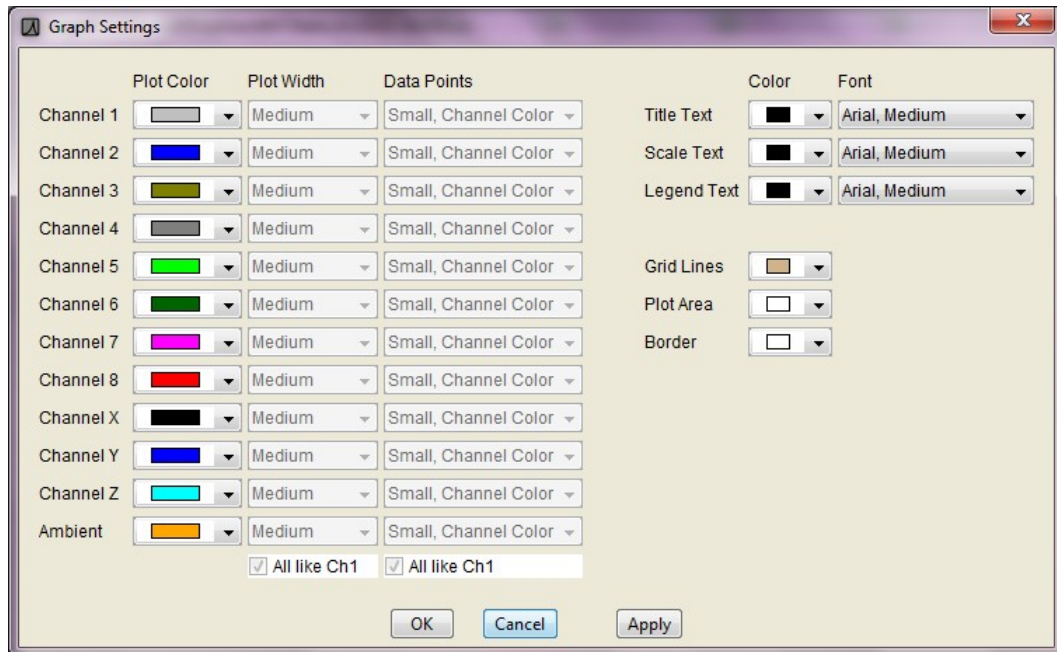 Graph Settings
Plot Color Plot Width Data Points Color Font
Channel 1 Medium Small, Channel Color Title Text Arial, Medium
Channel 2 Medium Small, Channel Color Scale Text Arial, Medium
Channel 3 Medium Small, Channel Color Legend Text Arial, Medium
Channel 4 Medium Small, Channel Color
Channel 5 Medium Small, Channel Color Grid Lines
Channel 6 Medium Small, Channel Color Plot Area
Channel 7 Medium Small, Channel Color Border
Channel 8 Medium Small, Channel Color
Channel X Medium Small, Channel Color
Channel Y Medium Small, Channel Color
Channel Z Medium Small, Channel Color
Ambient Medium Small, Channel Color
All like Ch1 All like Ch1
OK Cancel Apply